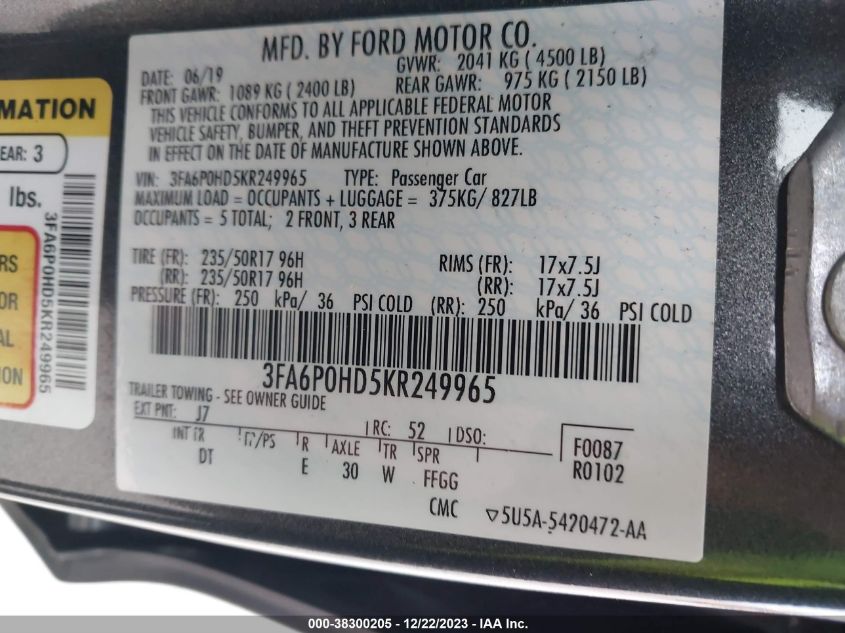 MFD. BY FORD MOTOR CO.
DATE: 06/19 GVWR: 2041 KG ( 4500 LB)
FRONT GAWR: 1089 KG ( 2400 LB) REAR GAWR: 975 KG ( 2150 LB)
THIS VEHICLE CONFORMS TO ALL APPLICABLE FEDERAL MOTOR
VEHICLE SAFETY, BUMPER, AND THEFT PREVENTION STANDARDS
IN EFFECT ON THE DATE OF MANUFACTURE SHOWN ABOVE.
VIN: 3FA6P0HD5KR249965 TYPE: Passenger Car
MAXIMUM LOAD = OCCUPANTS + LUGGAGE = 375KG/ 827LB
OCCUPANTS = 5 TOTAL; 2 FRONT, 3 REAR
TIRE (FR): 235/50R17 96H RIMS (FR): 17x7.5J
(RR): 235/50R17 96H (RR): 17x7.5J
PRESSURE (FR): 250 kPa/ 36 PSI COLD (RR): 250 kPa/ 36 PSI COLD
3FA6P0HD5KR249965
TRAILER TOWING - SEE OWNER GUIDE
EXT PNT: J7 RC: 52 DSO: F0087
INT TR TP/PS R AXLE TR SPR R0102
DT E 30 W FFGG
CMC 5U5A-5420472-AA
MATION
EAR: 3
lbs.
3FA6P0HD5KR249965
RS
OR
AL
ION
000-38300205 - 12/22/2023 - IAA Inc.